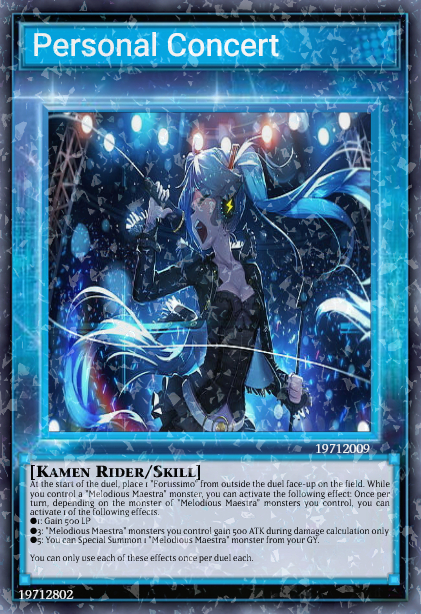 Personal Concert
19712009
[Kamen Rider/Skill]
At the start of the duel, place 1 "Fortissimo" from outside the duel face-up on the field. While
you control a "Melodious Maestra" monster, you can activate the following effect: Once per
turn, depending on the monster of "Melodious Maestra" monsters you control, you can
activate 1 of the following effects.
●1: Gain 500 LP
●3: "Melodious Maestra" monsters you control gain 500 ATK during damage calculation only
●5: You can Special Summon 1 "Melodious Maestra" monster from your GY.
You can only use each of these effects once per duel each.
19712802